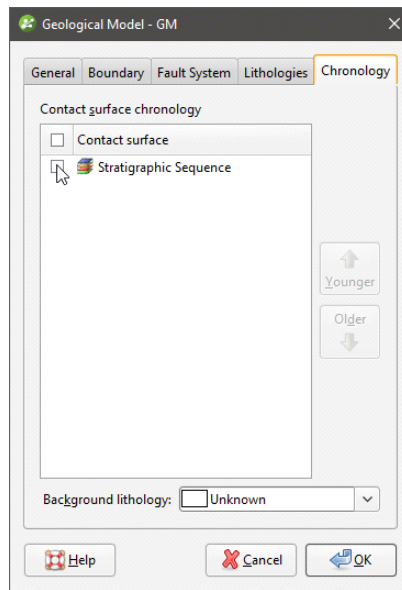 Geological Model - GM
General Boundary Fault System Lithologies Chronology
Contact surface chronology
Contact surface
Stratigraphic Sequence
Younger
Older
Background lithology: Unknown
Help Cancel OK